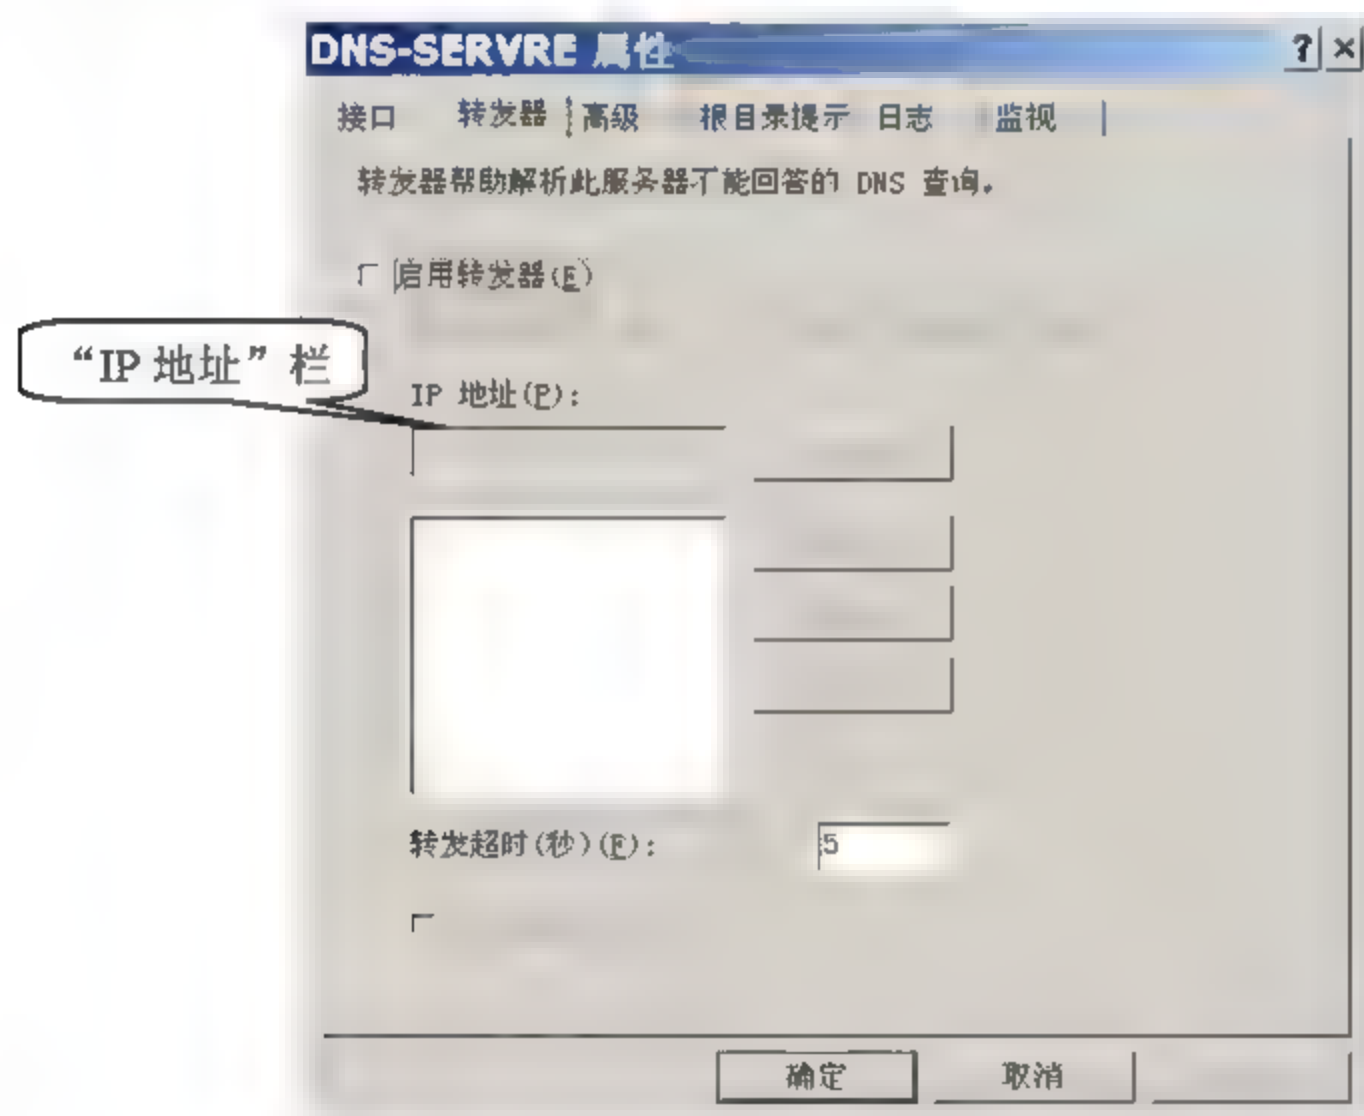 DNS-SERVRE 属性
接口 转发器 高级 根目录提示 日志 监视
转发器帮助解析此服务器不能回答的 DNS 查询。
启用转发器(E)
“IP 地址”栏
IP 地址(P):
转发超时(秒)(F): 5
确定 取消